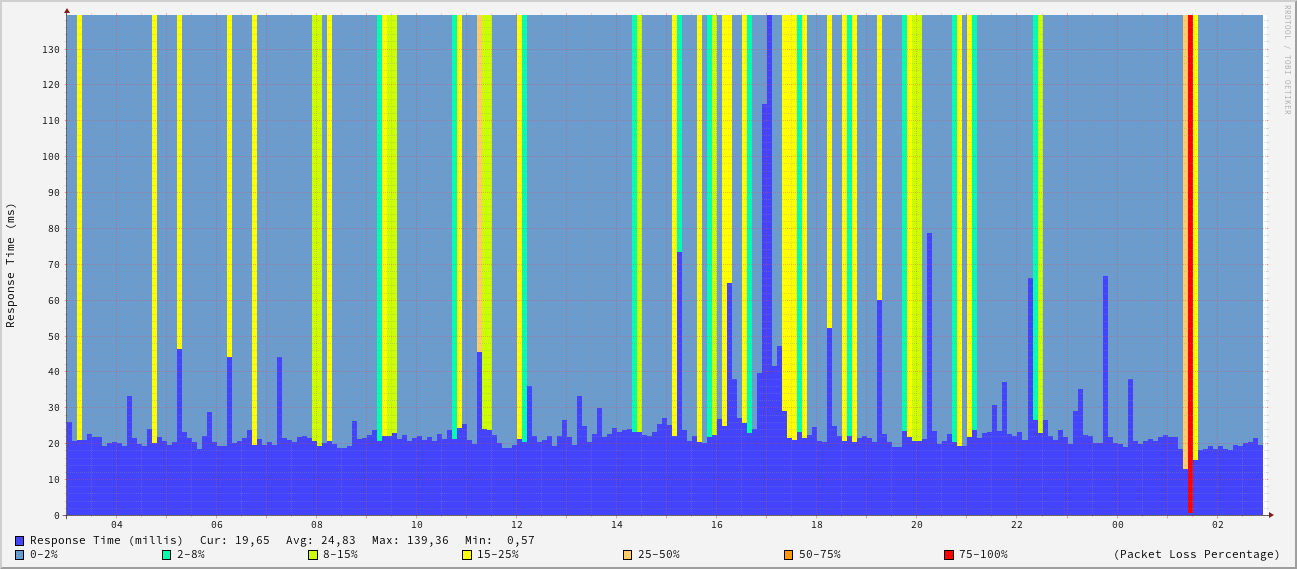 RRDTOOL / TOBI OETIKER
Response Time (ms)
130
120
110
100
90
80
70
60
50
40
30
20
10
0
04 06 08 10 12 14 16 18 20 22 00 02
Response Time (millis) Cur: 19,65 Avg: 24,83 Max: 139,36 Min: 0,57
0-2% 2-8% 8-15% 15-25% 25-50% 50-75% 75-100% (Packet Loss Percentage)